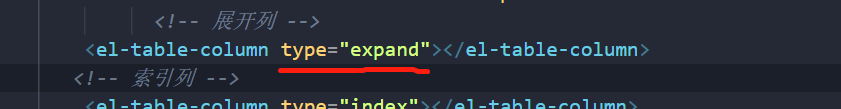 <!-- 展开列 -->
<el-table-column type="expand"></el-table-column>
<!-- 索引列 -->
<el-table-column type="index"></el-table-column>